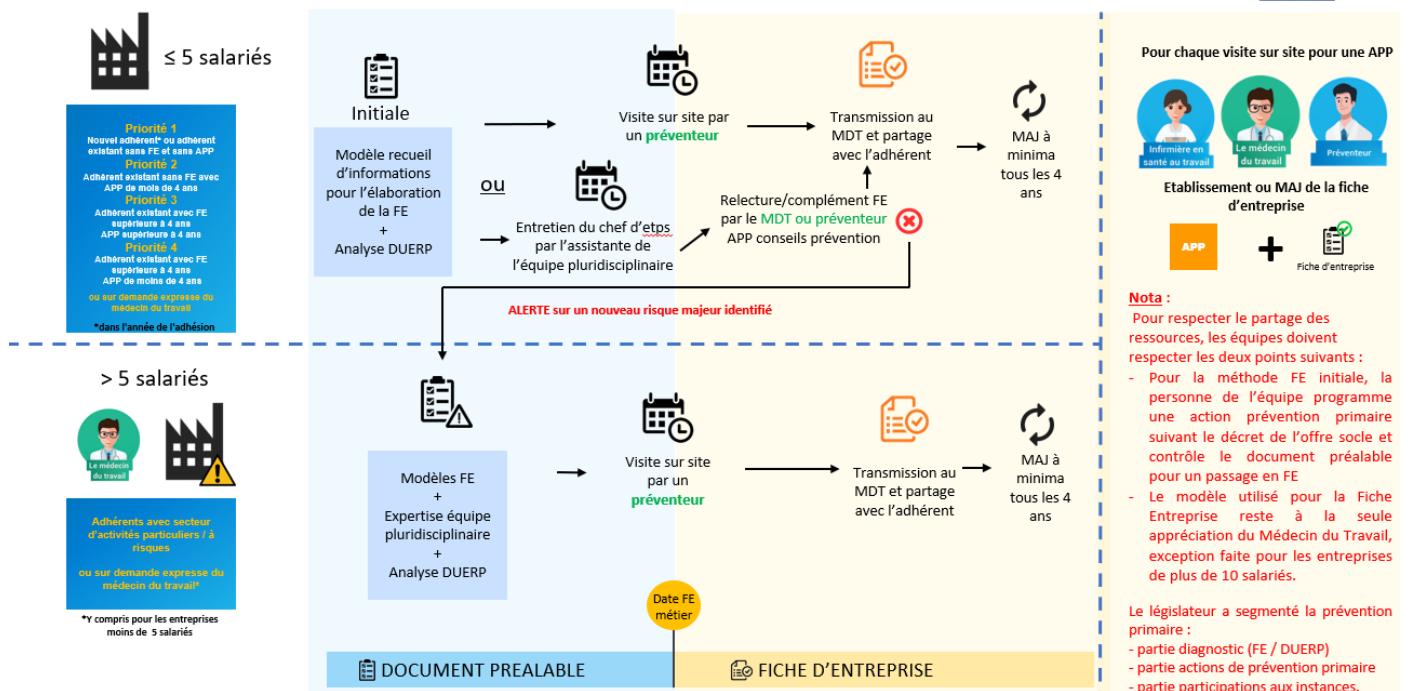 ≤ 5 salariés
Priorité 1
Nouvel adhérent* ou adhérent
existant sans FE et sans APP
Priorité 2
Adhérent existant sans FE avec
APP de mois de 4 ans
Priorité 3
Adhérent existant avec FE
supérieure à 4 ans
APP supérieure à 4 ans
Priorité 4
Adhérent existant avec FE
supérieure à 4 ans
APP de moins de 4 ans
ou sur demande expresse du
médecin du travail
*dans l'année de l'adhésion
Initiale
Modèle recueil
d'informations
pour l'élaboration
de la FE
+
Analyse DUERP
ou
Visite sur site par
un préventeur
Entretien du chef d'etps
par l'assistante de
l'équipe pluridisciplinaire
Transmission au
MDT et partage
avec l'adhérent
Relecture/complément FE
par le MDT ou préventeur
APP conseils prévention
MAJ à
minima
tous les 4
ans
ALERTE sur un nouveau risque majeur identifié
> 5 salariés
Le médecin
du travail
Adhérents avec secteur
d'activités particuliers / à
risques
ou sur demande expresse du
médecin du travail*
*Y compris pour les entreprises
moins de 5 salariés
Modèles FE
+
Expertise équipe
pluridisciplinaire
+
Analyse DUERP
Visite sur site
par un
préventeur
Transmission au
MDT et partage
avec l'adhérent
MAJ à
minima
tous les 4
ans
Date FE
métier
DOCUMENT PREALABLE
FICHE D'ENTREPRISE
Pour chaque visite sur site pour une APP
Infirmière en
santé au travail
Le médecin
du travail
Préventeur
Etablissement ou MAJ de la fiche
d'entreprise
APP
+
Fiche d'entreprise
Nota :
Pour respecter le partage des
ressources, les équipes doivent
respecter les deux points suivants :
- Pour la méthode FE initiale, la
personne de l'équipe programme
une action prévention primaire
suivant le décret de l'offre socle et
contrôle le document préalable
pour un passage en FE
- Le modèle utilisé pour la Fiche
Entreprise reste à la seule
appréciation du Médecin du Travail,
exception faite pour les entreprises
de plus de 10 salariés.
Le législateur a segmenté la prévention
primaire :
- partie diagnostic (FE / DUERP)
- partie actions de prévention primaire
- partie participations aux instances.